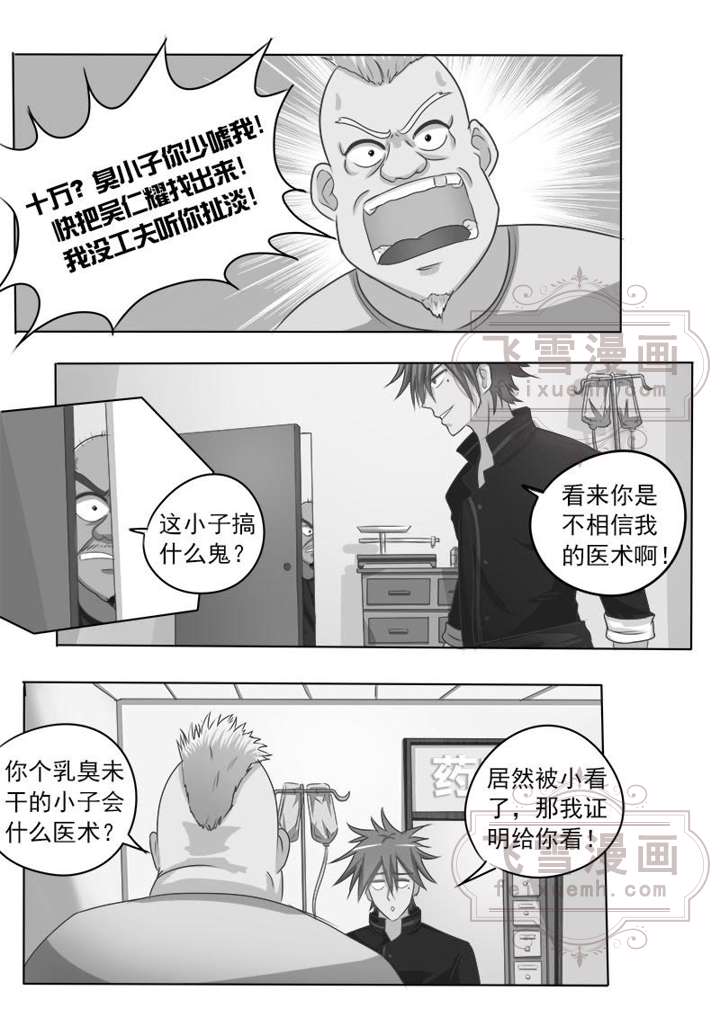 十万？臭小子你少唬我！
快把吴仁耀找出来！
我没工夫听你扯淡！
飞雪漫画
feixuemh.com
这小子搞
什么鬼？
看来你是
不相信我
的医术啊！
你个乳臭未
干的小子会
什么医术？
药
居然被小看
了，那我证
明给你看！
飞雪漫画
feixuemh.com